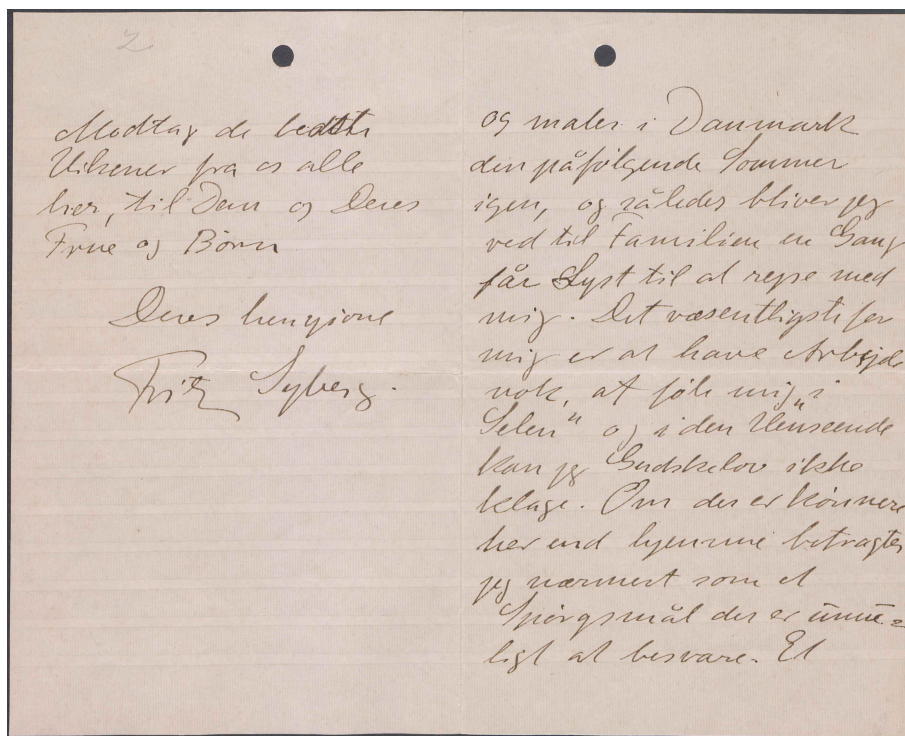 2
Modtag de bedste
Hilsener fra os alle
her, til Dem og Deres
Frue og Børn
Deres hengivne
Fritz Syberg.
og maler i Danmark
den påfølgende Sommer
igen, og således bliver jeg
ved til Familien en Gang
får Lyst til at rejse med
mig. Det væsentligste for
mig er at have Arbejde
nok, at føle mig „i
Selen“ og i den Henseende
kan jeg Gudskelov ikke
klage. Om der er kønnere
her end hjemme betragter
jeg nærmest som et
Spørgsmål der er umu=
ligt at besvare. Et